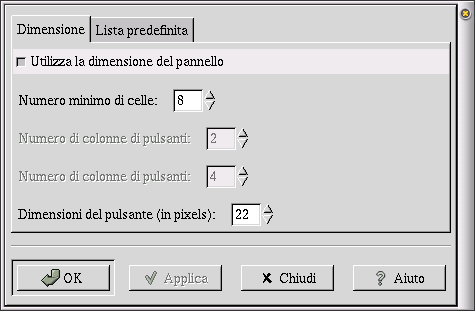 Dimensione Lista predefinita
Utilizza la dimensione del pannello
Numero minimo di celle: 8
Numero di colonne di pulsanti: 2
Numero di colonne di pulsanti: 4
Dimensioni del pulsante (in pixels): 22
OK Applica Chiudi Aiuto